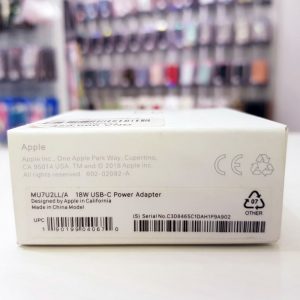 Apple
Apple Inc., One Apple Park Way, Cupertino,
CA 95014 USA. TM and © 2018 Apple Inc.
All rights reserved. 602-02582-A
MU7U2LL/A 18W USB-C Power Adapter
Designed by Apple in California
Made in China Model
UPC
(S) Serial No.
07
OTHER